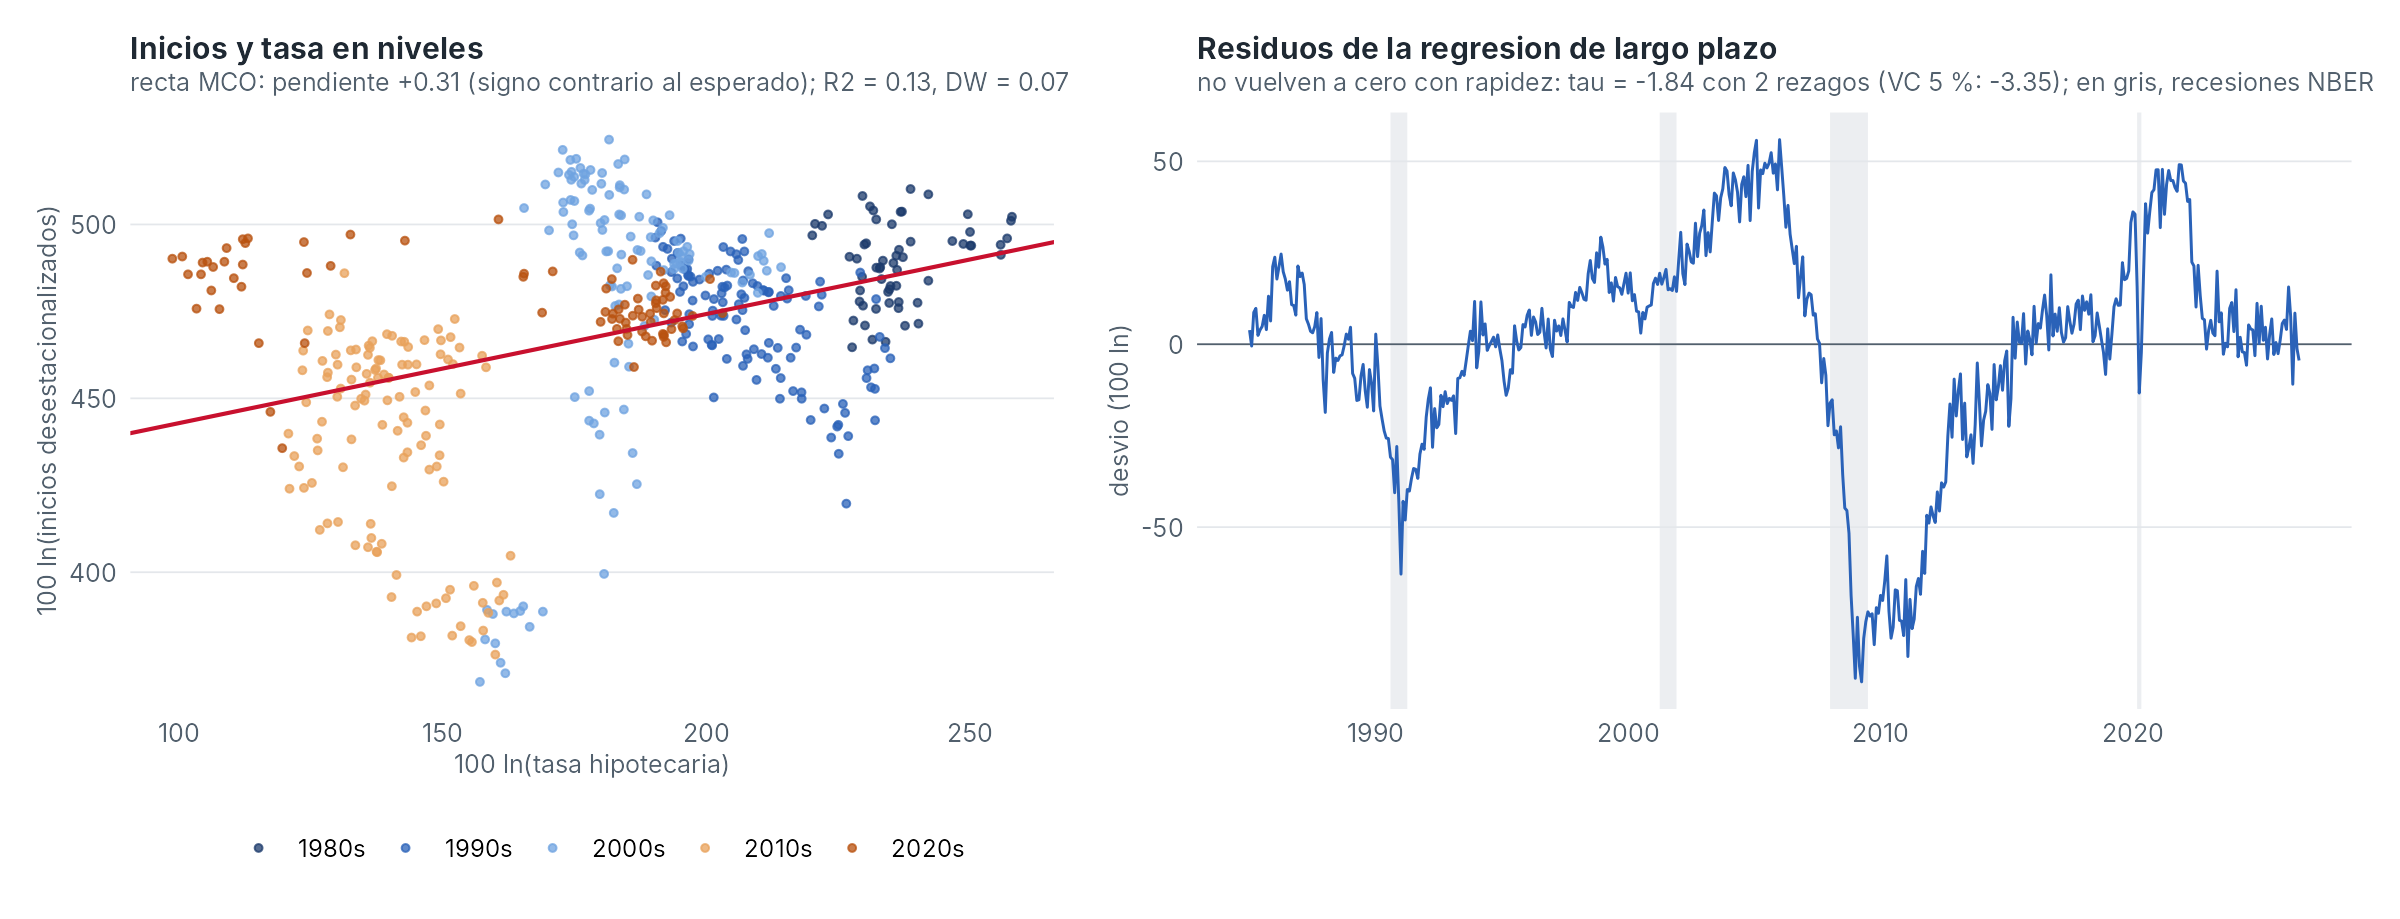 Inicios y tasa en niveles
recta MCO: pendiente +0.31 (signo contrario al esperado); R2 = 0.13, DW = 0.07
100 ln(inicios desestacionalizados)
500
450
400
100 150 200 250
100 ln(tasa hipotecaria)
1980s 1990s 2000s 2010s 2020s
Residuos de la regresion de largo plazo
no vuelven a cero con rapidez: tau = -1.84 con 2 rezagos (VC 5 %: -3.35); en gris, recesiones NBER
desvio (100 ln)
50
0
-50
1990 2000 2010 2020